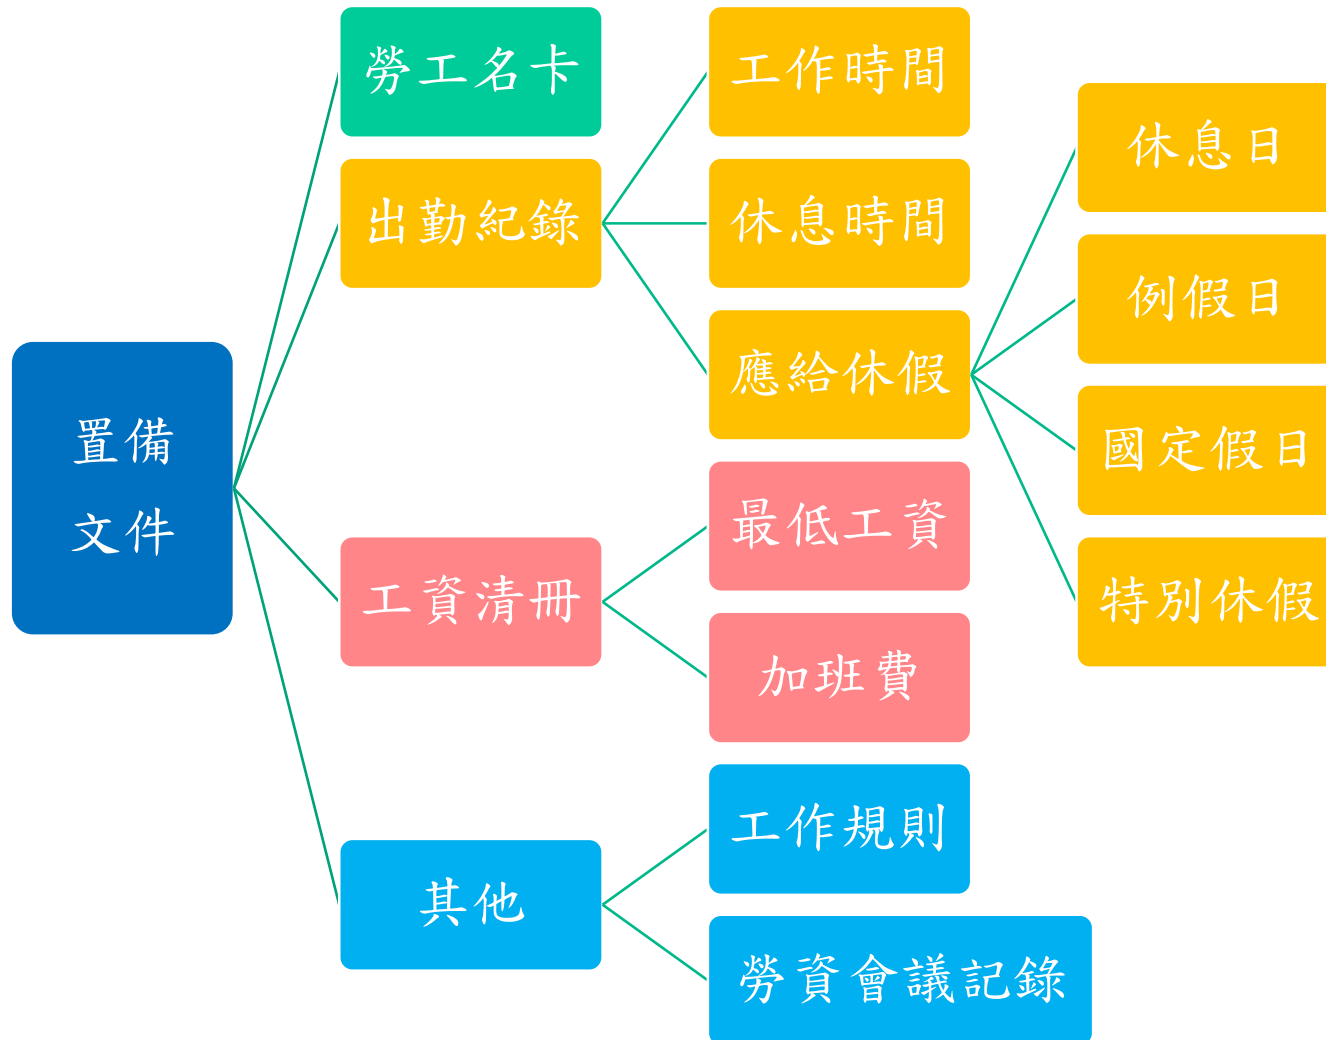 置備
文件
勞工名卡
出勤紀錄
工作時間
休息時間
應給休假
休息日
例假日
國定假日
特別休假
工資清冊
最低工資
加班費
其他
工作規則
勞資會議記錄